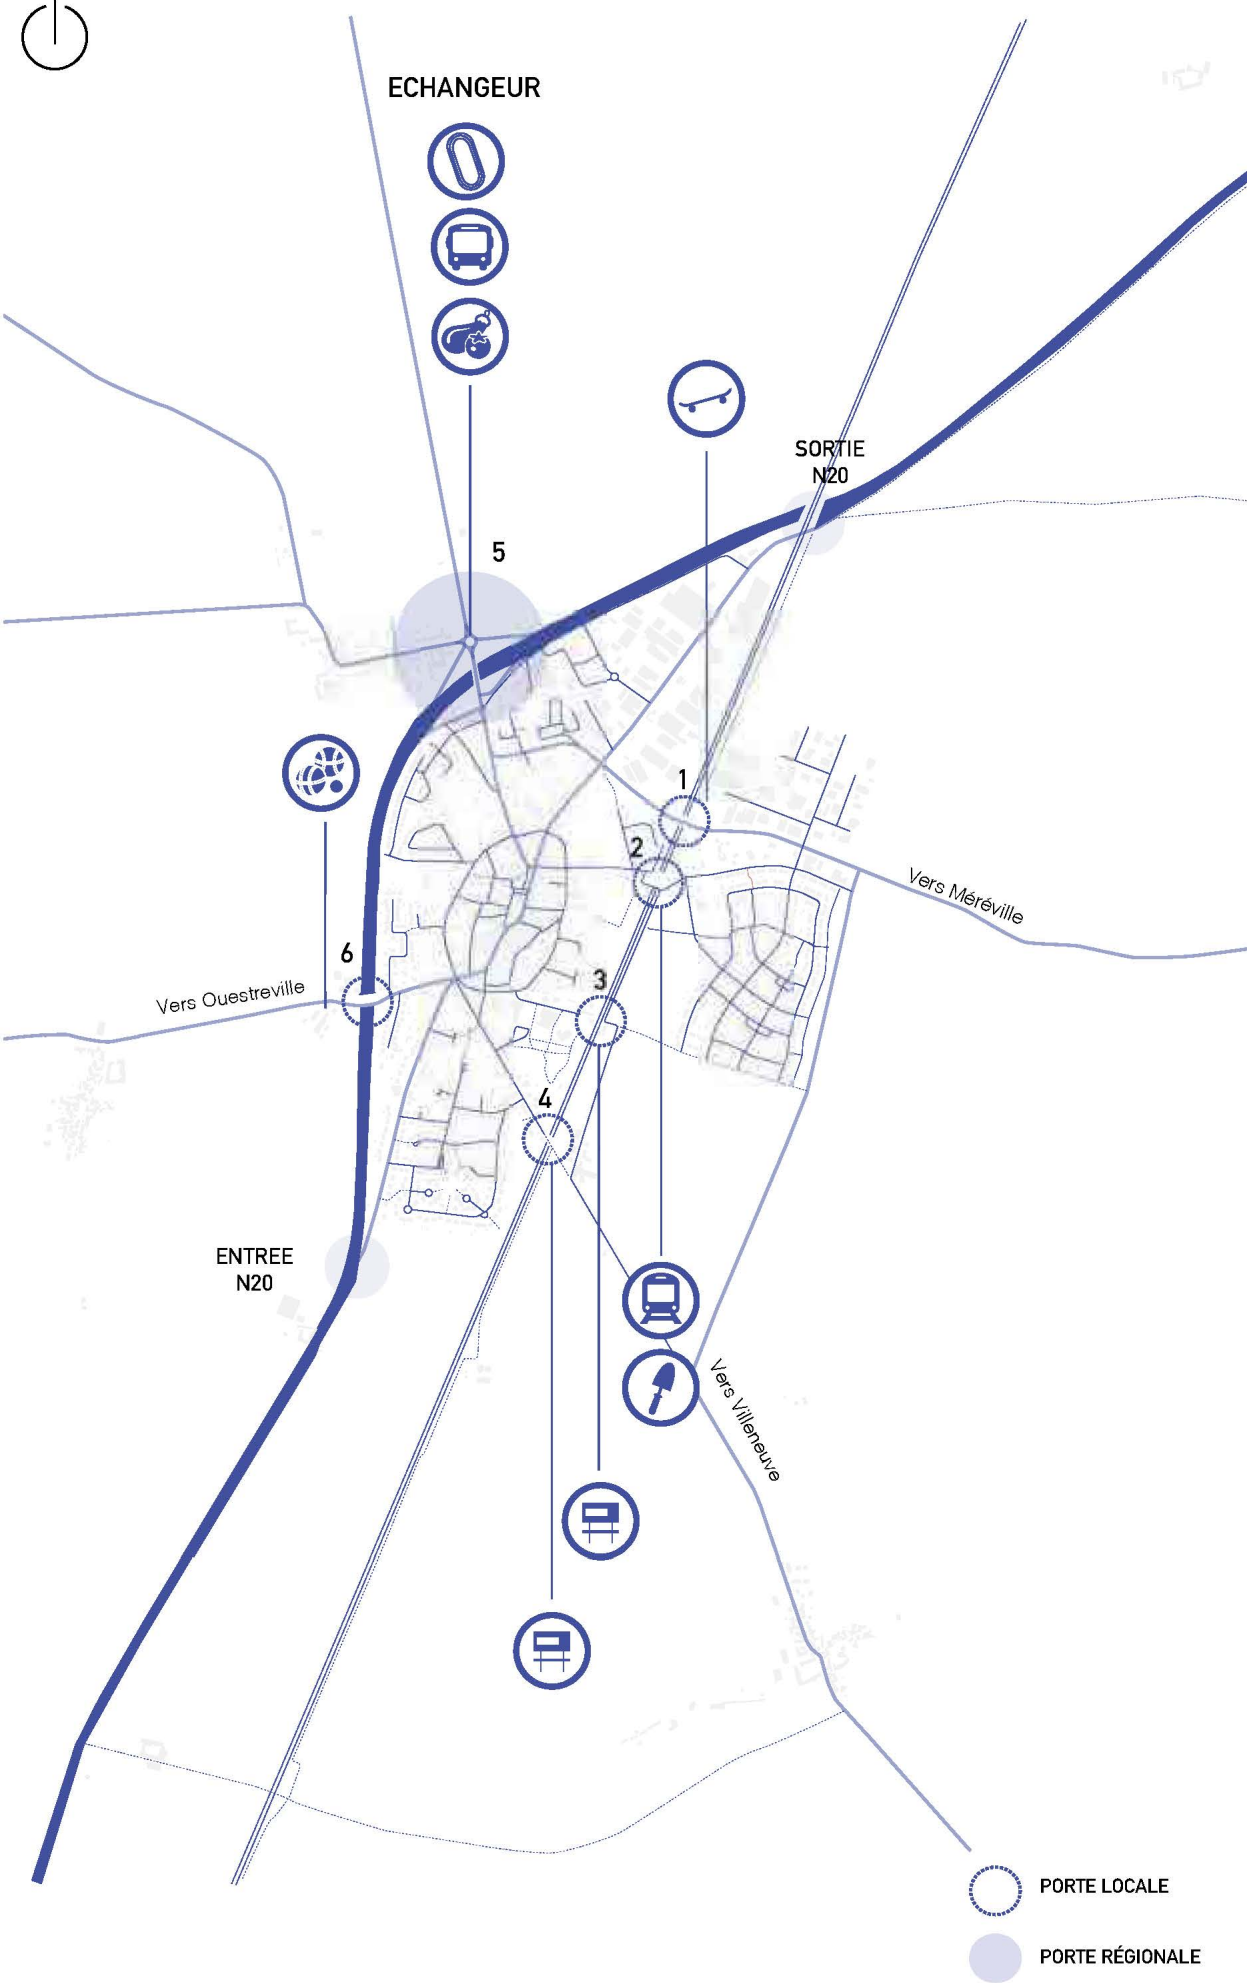 ECHANGEUR
SORTIE
N20
5
1
2
Vers Méréville
6
3
Vers Ouestreville
4
ENTREE
N20
Vers Villeneuve
PORTE LOCALE
PORTE RÉGIONALE